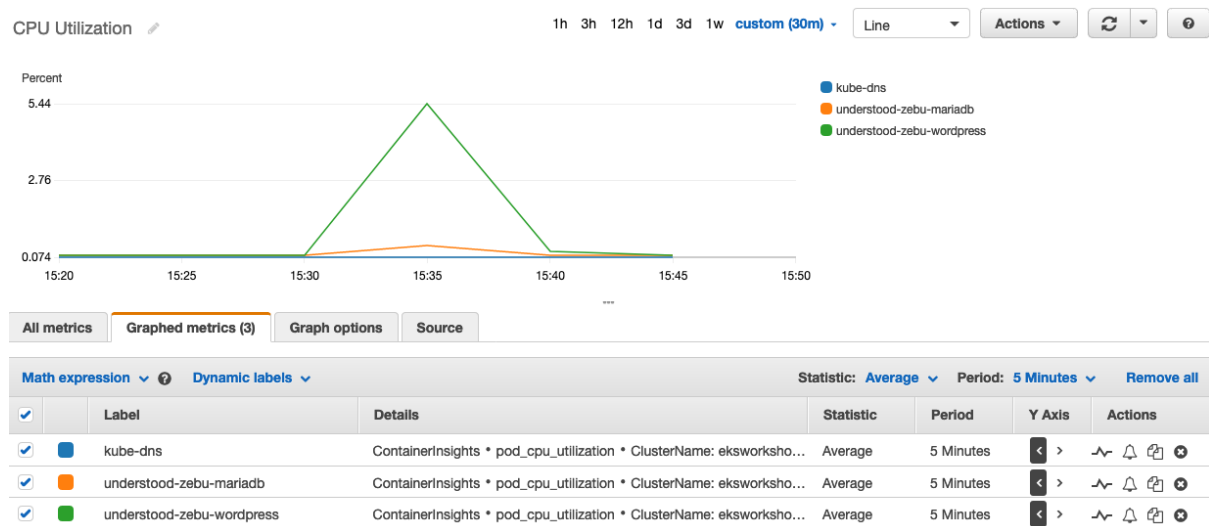 CPU Utilization
1h 3h 12h 1d 3d 1w custom (30m) Line Actions
Percent
5.44
2.76
0.074
15:20 15:25 15:30 15:35 15:40 15:45 15:50
kube-dns
understood-zebu-mariadb
understood-zebu-wordpress
All metrics Graphed metrics (3) Graph options Source
Math expression Dynamic labels Statistic: Average Period: 5 Minutes Remove all
Label Details Statistic Period Y Axis Actions
kube-dns ContainerInsights • pod_cpu_utilization • ClusterName: eksworksho... Average 5 Minutes < >
understood-zebu-mariadb ContainerInsights • pod_cpu_utilization • ClusterName: eksworksho... Average 5 Minutes < >
understood-zebu-wordpress ContainerInsights • pod_cpu_utilization • ClusterName: eksworksho... Average 5 Minutes < >